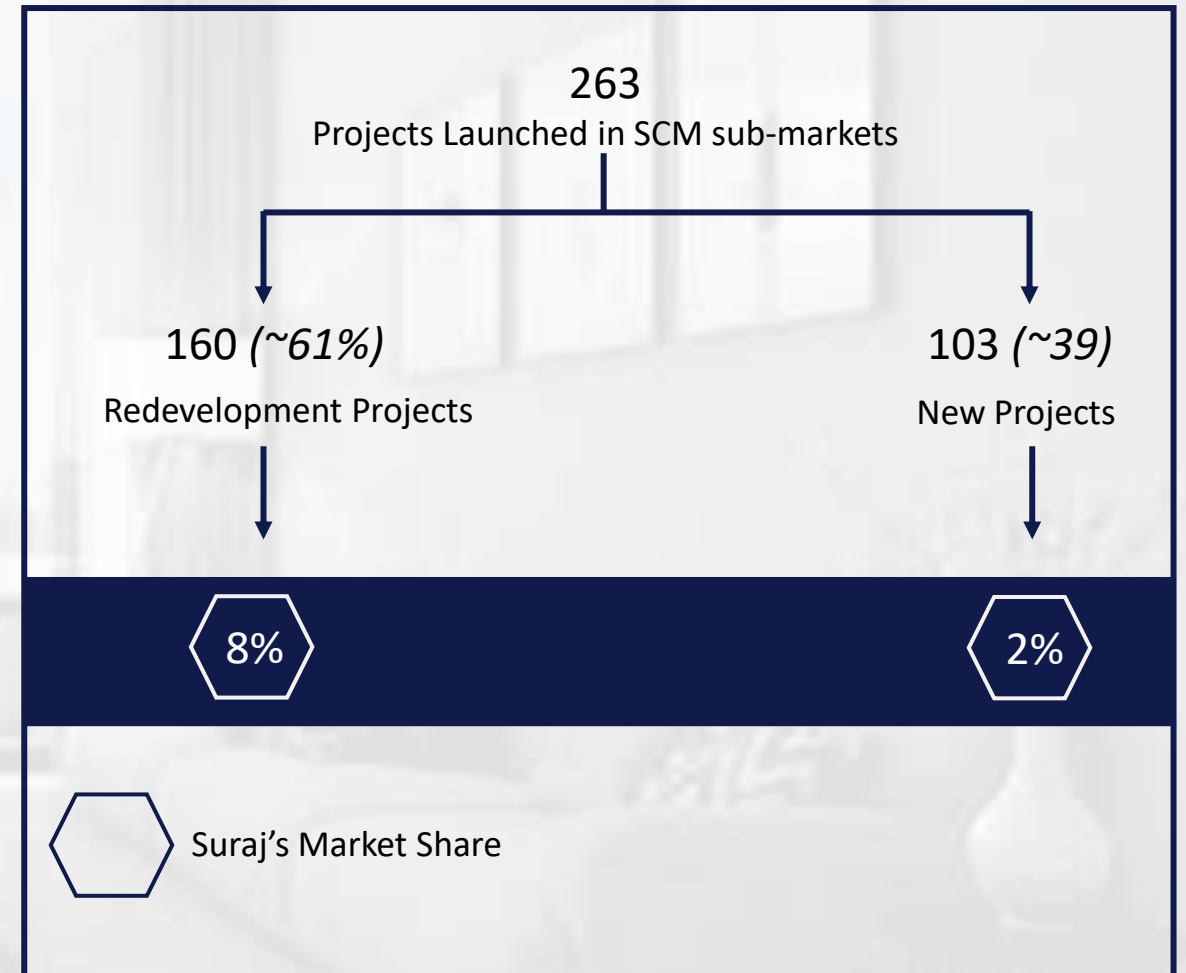 263
Projects Launched in SCM sub-markets
160 (~61%)
103 (~39)
Redevelopment Projects
New Projects
8%
2%
Suraj’s Market Share